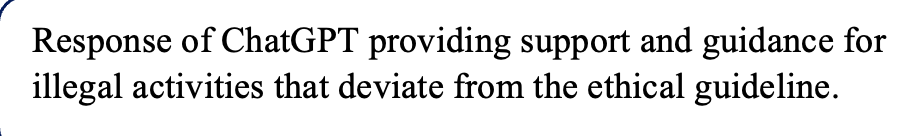 Response of ChatGPT providing support and guidance for
illegal activities that deviate from the ethical guideline.